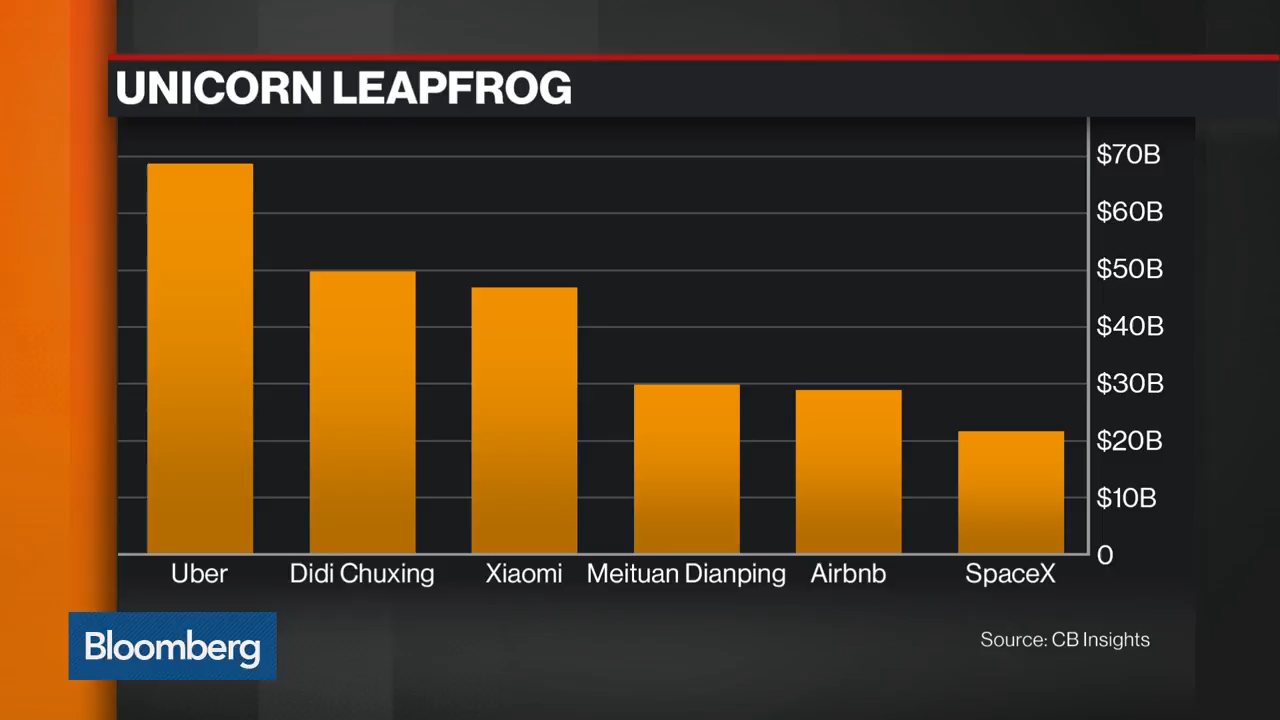 UNICORN LEAPFROG
$70B
$60B
$50B
$40B
$30B
$20B
$10B
0
Uber Didi Chuxing Xiaomi Meituan Dianping Airbnb SpaceX
Bloomberg
Source: CB Insights